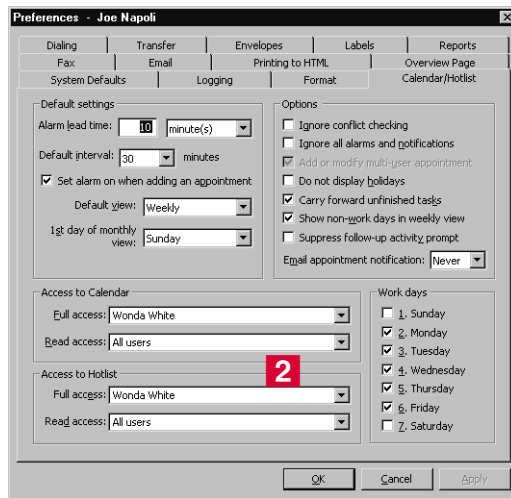 Preferences - Joe Napoli
Dialing Transfer Envelopes Labels Reports
Fax Email Printing to HTML Overview Page
System Defaults Logging Format Calendar/Hotlist
Default settings
Alarm lead time: 10 minute(s)
Default interval: 30 minutes
Set alarm on when adding an appointment
Default view: Weekly
1st day of monthly
view: Sunday
Options
Ignore conflict checking
Ignore all alarms and notifications
Add or modify multi-user appointment
Do not display holidays
Carry forward unfinished tasks
Show non-work days in weekly view
Suppress follow-up activity prompt
Email appointment notification: Never
Access to Calendar
Full access: Wonda White
Read access: All users
Access to Hotlist
2
Full access: Wonda White
Read access: All users
Work days
1. Sunday
2. Monday
3. Tuesday
4. Wednesday
5. Thursday
6. Friday
7. Saturday
OK Cancel Apply